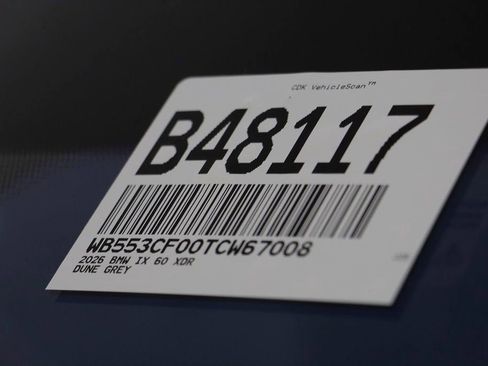 CDK VehicleScan™
B48117
WB553CF00TCW67008
2026 BMW IX 60 XDR
DUNE GREY